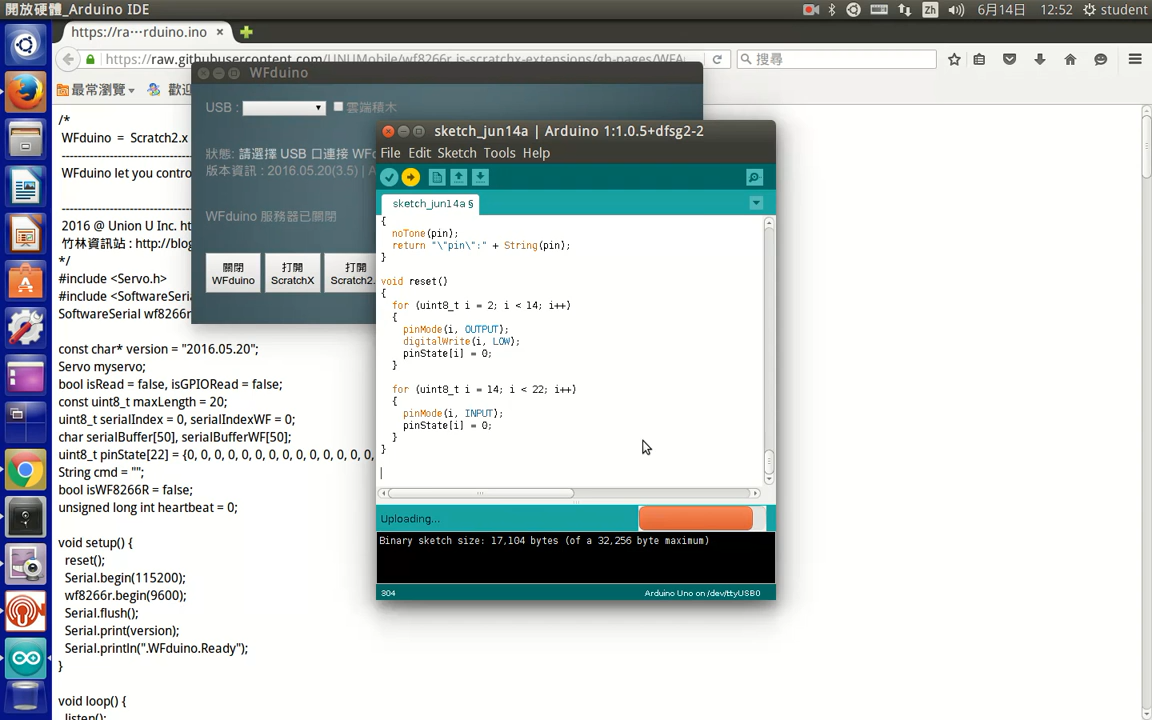 開放硬體_Arduino IDE
Zh
6月14日
12:52
student
https://ra···rduino.ino
https://raw.githubusercontent.com/UNUMobile/wf8266r.js-scratchx-extensions/gh-pages/WFA
搜尋
最常瀏覽
歡迎
/*
WFduino = Scratch2.x
WFduino let you contro
2016 @ Union U Inc. ht
竹林資訊站 : http://blog
*/
#include <Servo.h>
#include <SoftwareSeria
SoftwareSerial wf8266r
const char* version = "2016.05.20";
Servo myservo;
bool isRead = false, isGPIORead = false;
const uint8_t maxLength = 20;
uint8_t serialIndex = 0, serialIndexWF = 0;
char serialBuffer[50], serialBufferWF[50];
uint8_t pinState[22] = {0, 0, 0, 0, 0, 0, 0, 0, 0, 0, 0, 0, 0, 0,
String cmd = "";
bool isWF8266R = false;
unsigned long int heartbeat = 0;
void setup() {
reset();
Serial.begin(115200);
wf8266r.begin(9600);
Serial.flush();
Serial.print(version);
Serial.println(".WFduino.Ready");
}
void loop() {
listen();
WFduino
USB :
雲端積木
狀態: 請選擇 USB 口連接 WFd
版本資訊 : 2016.05.20(3.5) | A
WFduino 服務器已關閉
關閉
WFduino
打開
ScratchX
打開
Scratch2.
sketch_jun14a | Arduino 1:1.0.5+dfsg2-2
File Edit Sketch Tools Help
sketch_jun14a §
{
noTone(pin);
return "\"pin\":" + String(pin);
}
void reset()
{
for (uint8_t i = 2; i < 14; i++)
{
pinMode(i, OUTPUT);
digitalWrite(i, LOW);
pinState[i] = 0;
}
for (uint8_t i = 14; i < 22; i++)
{
pinMode(i, INPUT);
pinState[i] = 0;
}
}
Uploading...
Binary sketch size: 17,104 bytes (of a 32,256 byte maximum)
304
Arduino Uno on /dev/ttyUSB0